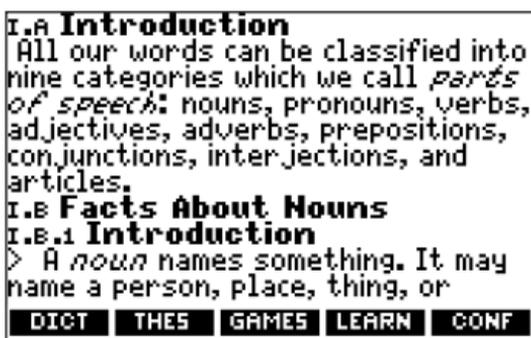 I.A Introduction
All our words can be classified into
nine categories which we call parts
of speech: nouns, pronouns, verbs,
adjectives, adverbs, prepositions,
conjunctions, interjections, and
articles.
I.B Facts About Nouns
I.B.1 Introduction
> A noun names something. It may
name a person, place, thing, or
DICT THES GAMES LEARN CONF